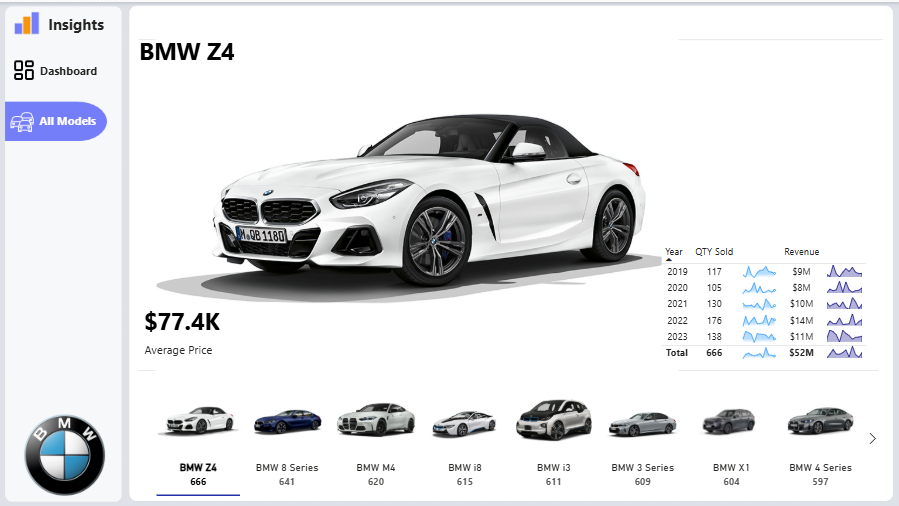 Insights
Dashboard
All Models
BMW Z4
M·QB 118D
$77.4K
Average Price
Year QTY Sold Revenue
2019 117 $9M
2020 105 $8M
2021 130 $10M
2022 176 $14M
2023 138 $11M
Total 666 $52M
BMW Z4 BMW 8 Series BMW M4 BMW i8 BMW i3 BMW 3 Series BMW X1 BMW 4 Series
666 641 620 615 611 609 604 597
BMW